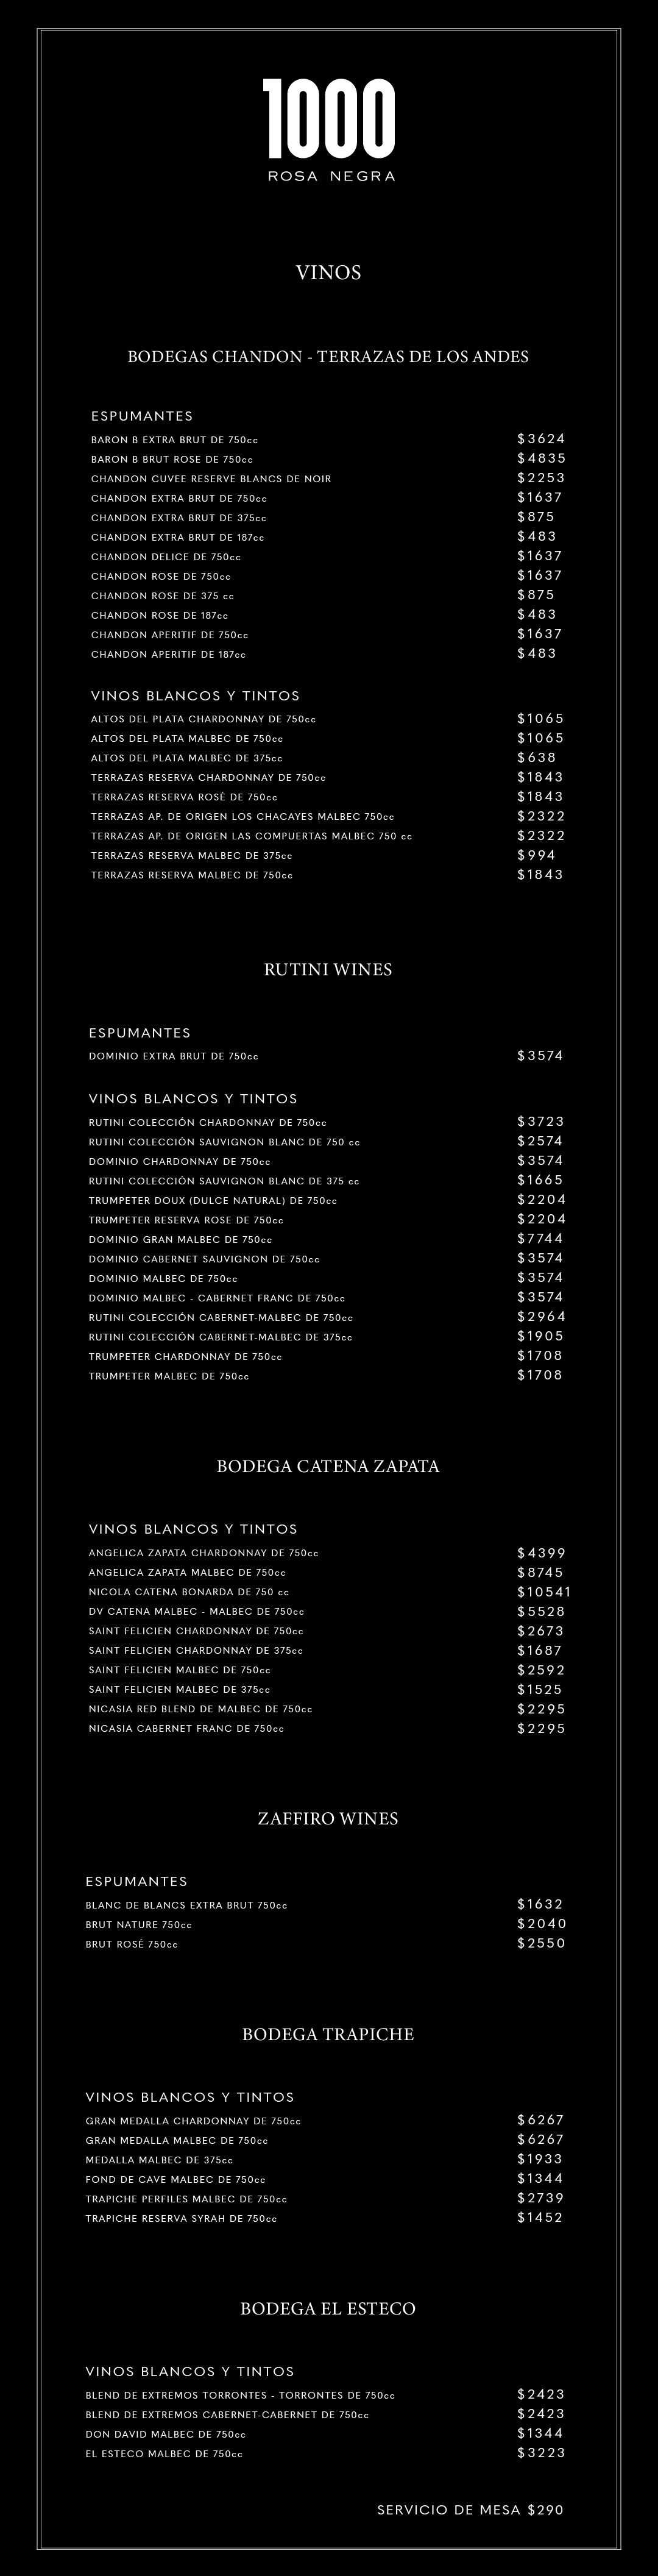 1000
ROSA NEGRA
VINOS
BODEGAS CHANDON - TERRAZAS DE LOS ANDES
ESPUMANTES
BARON B EXTRA BRUT DE 750cc $3624
BARON B BRUT ROSE DE 750cc $4835
CHANDON CUVEE RESERVE BLANCS DE NOIR $2253
CHANDON EXTRA BRUT DE 750cc $1637
CHANDON EXTRA BRUT DE 375cc $875
CHANDON EXTRA BRUT DE 187cc $483
CHANDON DELICE DE 750cc $1637
CHANDON ROSE DE 750cc $1637
CHANDON ROSE DE 375 cc $875
CHANDON ROSE DE 187cc $483
CHANDON APERITIF DE 750cc $1637
CHANDON APERITIF DE 187cc $483
VINOS BLANCOS Y TINTOS
ALTOS DEL PLATA CHARDONNAY DE 750cc $1065
ALTOS DEL PLATA MALBEC DE 750cc $1065
ALTOS DEL PLATA MALBEC DE 375cc $638
TERRAZAS RESERVA CHARDONNAY DE 750cc $1843
TERRAZAS RESERVA ROSÉ DE 750cc $1843
TERRAZAS AP. DE ORIGEN LOS CHACAYES MALBEC 750cc $2322
TERRAZAS AP. DE ORIGEN LAS COMPUERTAS MALBEC 750 cc $2322
TERRAZAS RESERVA MALBEC DE 375cc $994
TERRAZAS RESERVA MALBEC DE 750cc $1843
RUTINI WINES
ESPUMANTES
DOMINIO EXTRA BRUT DE 750cc $3574
VINOS BLANCOS Y TINTOS
RUTINI COLECCIÓN CHARDONNAY DE 750cc $3723
RUTINI COLECCIÓN SAUVIGNON BLANC DE 750 cc $2574
DOMINIO CHARDONNAY DE 750cc $3574
RUTINI COLECCIÓN SAUVIGNON BLANC DE 375 cc $1665
TRUMPETER DOUX (DULCE NATURAL) DE 750cc $2204
TRUMPETER RESERVA ROSE DE 750cc $2204
DOMINIO GRAN MALBEC DE 750cc $7744
DOMINIO CABERNET SAUVIGNON DE 750cc $3574
DOMINIO MALBEC DE 750cc $3574
DOMINIO MALBEC - CABERNET FRANC DE 750cc $3574
RUTINI COLECCIÓN CABERNET-MALBEC DE 750cc $2964
RUTINI COLECCIÓN CABERNET-MALBEC DE 375cc $1905
TRUMPETER CHARDONNAY DE 750cc $1708
TRUMPETER MALBEC DE 750cc $1708
BODEGA CATENA ZAPATA
VINOS BLANCOS Y TINTOS
ANGELICA ZAPATA CHARDONNAY DE 750cc $4399
ANGELICA ZAPATA MALBEC DE 750cc $8745
NICOLA CATENA BONARDA DE 750 cc $10541
DV CATENA MALBEC - MALBEC DE 750cc $5528
SAINT FELICIEN CHARDONNAY DE 750cc $2673
SAINT FELICIEN CHARDONNAY DE 375cc $1687
SAINT FELICIEN MALBEC DE 750cc $2592
SAINT FELICIEN MALBEC DE 375cc $1525
NICASIA RED BLEND DE MALBEC DE 750cc $2295
NICASIA CABERNET FRANC DE 750cc $2295
ZAFFIRO WINES
ESPUMANTES
BLANC DE BLANCS EXTRA BRUT 750cc $1632
BRUT NATURE 750cc $2040
BRUT ROSÉ 750cc $2550
BODEGA TRAPICHE
VINOS BLANCOS Y TINTOS
GRAN MEDALLA CHARDONNAY DE 750cc $6267
GRAN MEDALLA MALBEC DE 750cc $6267
MEDALLA MALBEC DE 375cc $1933
FOND DE CAVE MALBEC DE 750cc $1344
TRAPICHE PERFILES MALBEC DE 750cc $2739
TRAPICHE RESERVA SYRAH DE 750cc $1452
BODEGA EL ESTECO
VINOS BLANCOS Y TINTOS
BLEND DE EXTREMOS TORRONTES - TORRONTES DE 750cc $2423
BLEND DE EXTREMOS CABERNET-CABERNET DE 750cc $2423
DON DAVID MALBEC DE 750cc $1344
EL ESTECO MALBEC DE 750cc $3223
SERVICIO DE MESA $290